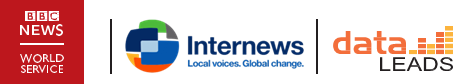 BBC
NEWS
WORLD
SERVICE
Internews
Local voices. Global change.
data
LEADS